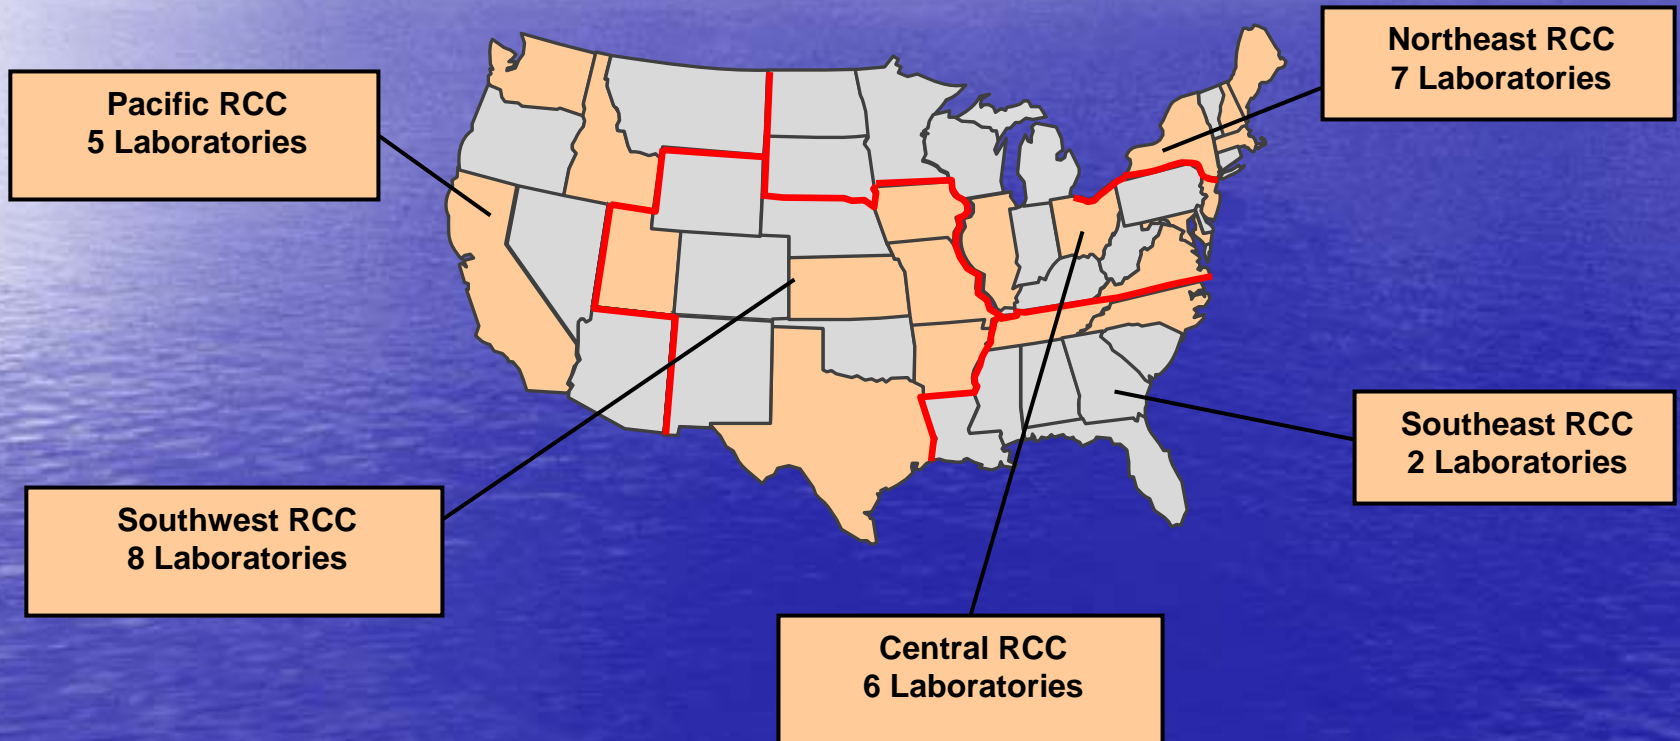 Northeast RCC
7 Laboratories
Pacific RCC
5 Laboratories
Southeast RCC
2 Laboratories
Southwest RCC
8 Laboratories
Central RCC
6 Laboratories